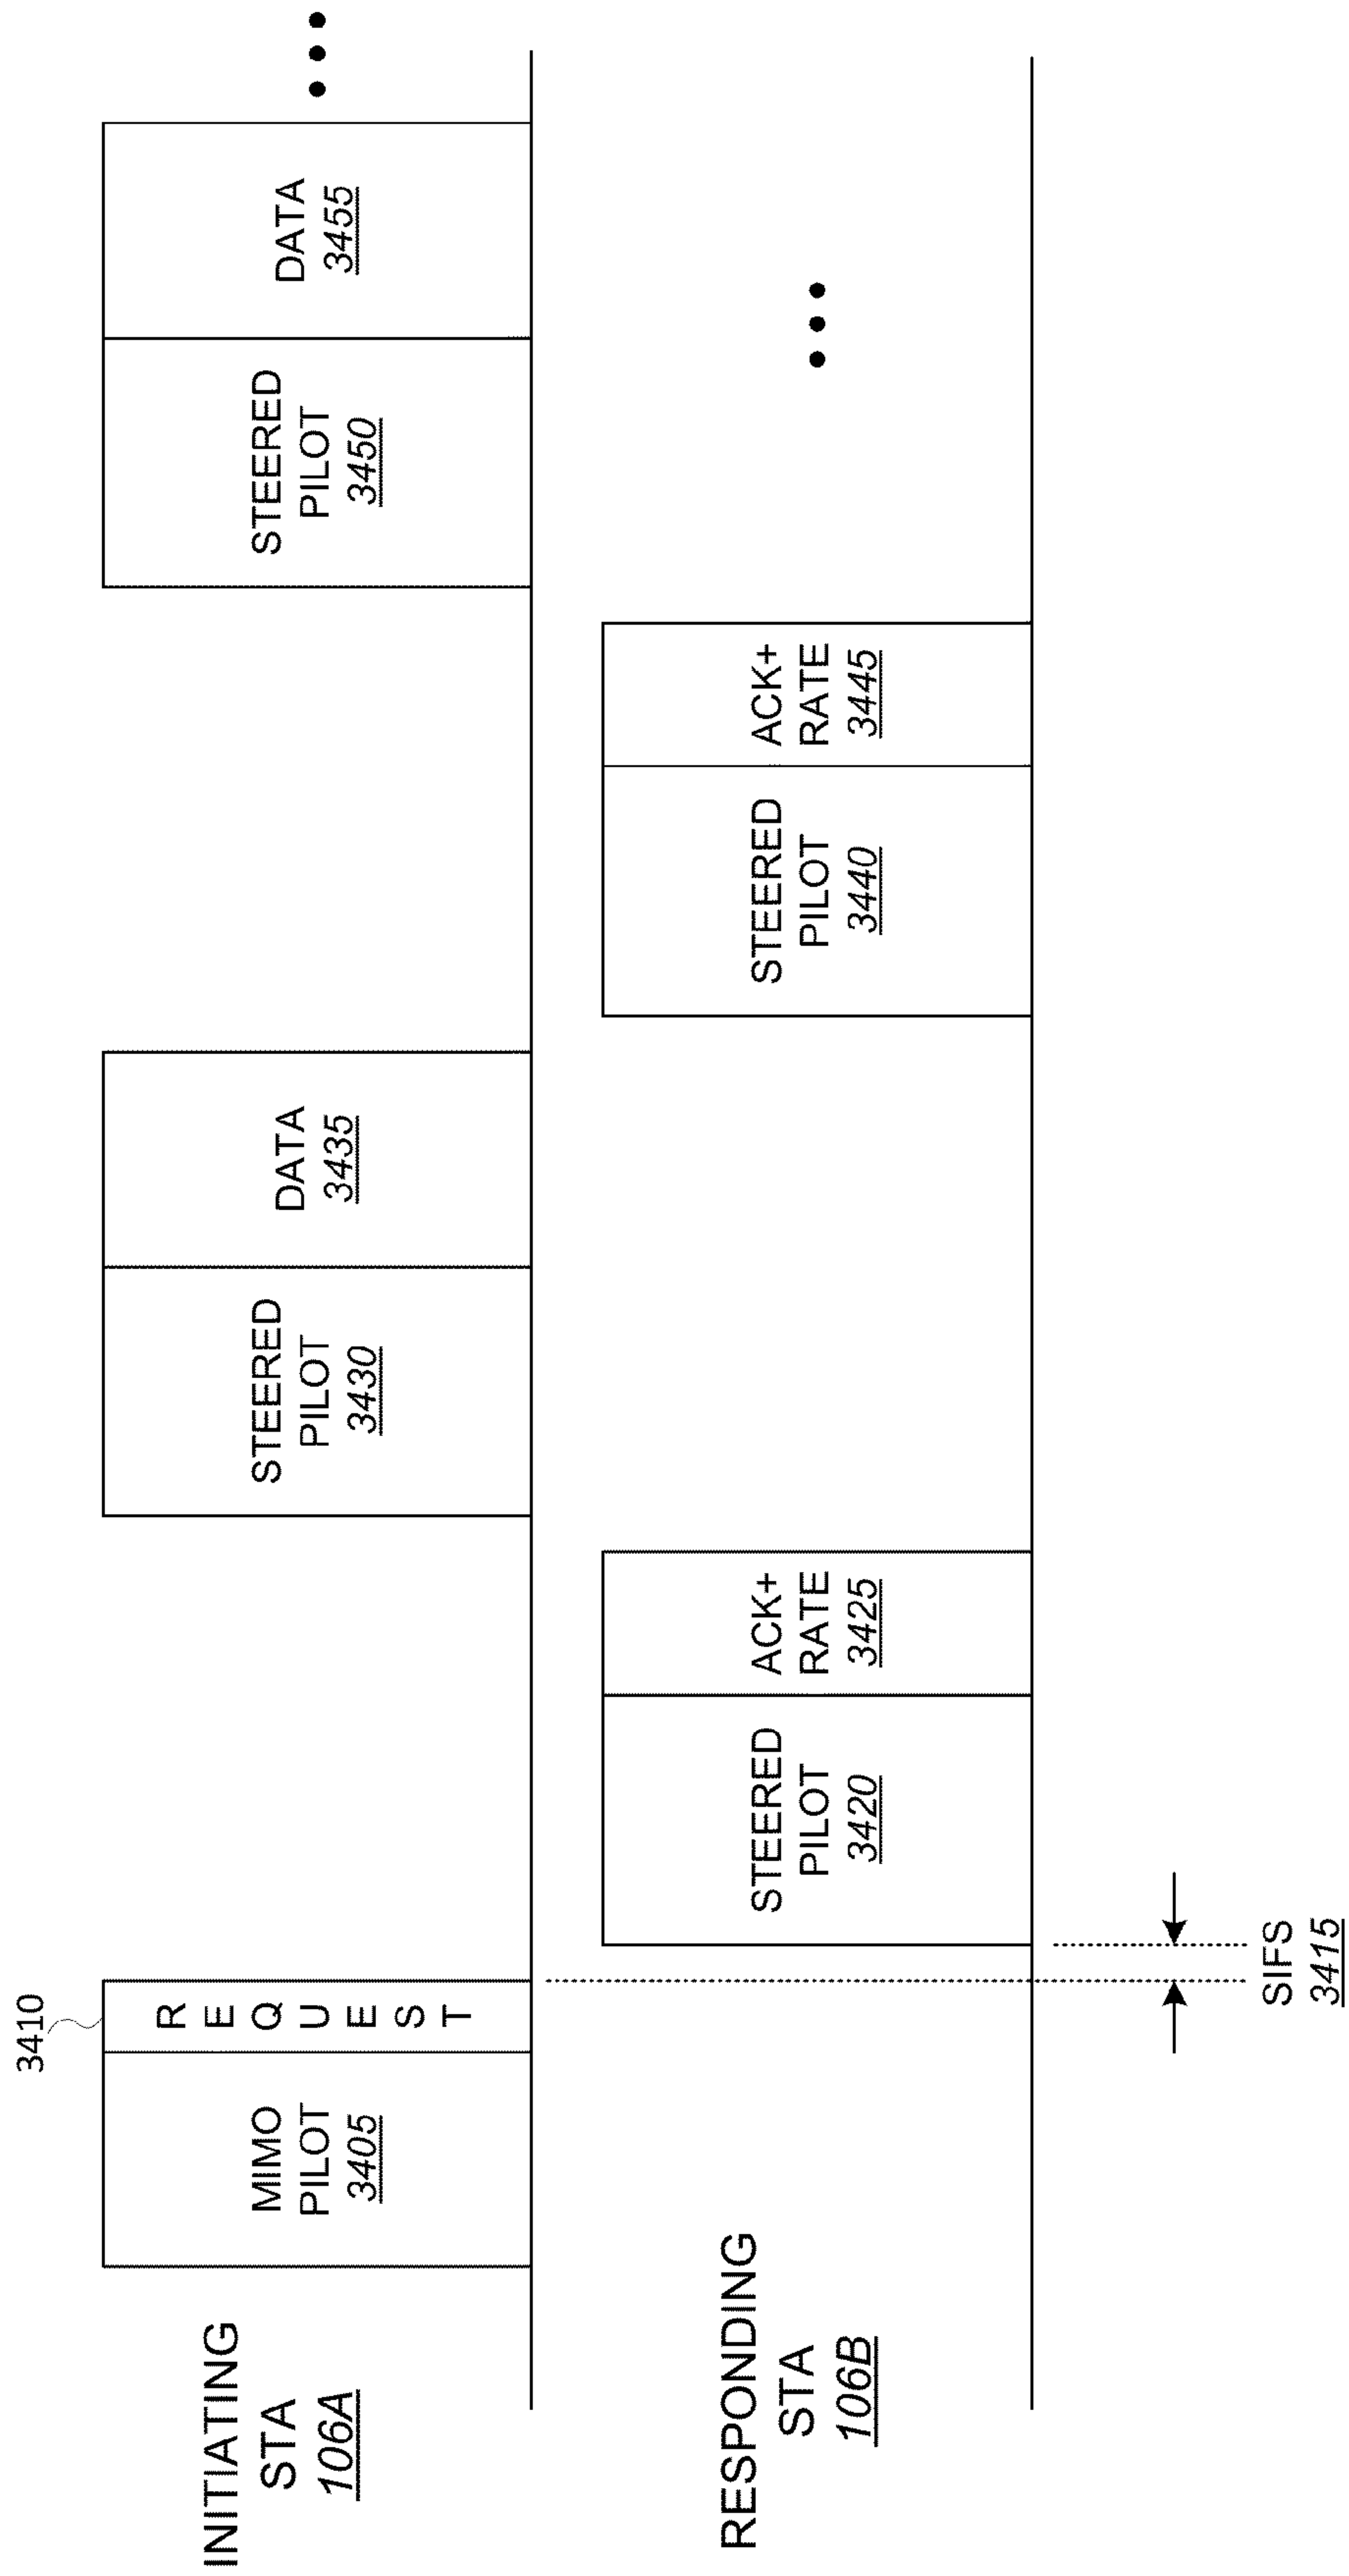 INITIATING
STA
106A
MIMO
PILOT
3405
REQUEST
3410
STEERED
PILOT
3430
DATA
3435
STEERED
PILOT
3450
DATA
3455
RESPONDING
STA
106B
STEERED
PILOT
3420
ACK+
RATE
3425
STEERED
PILOT
3440
ACK+
RATE
3445
SIFS
3415